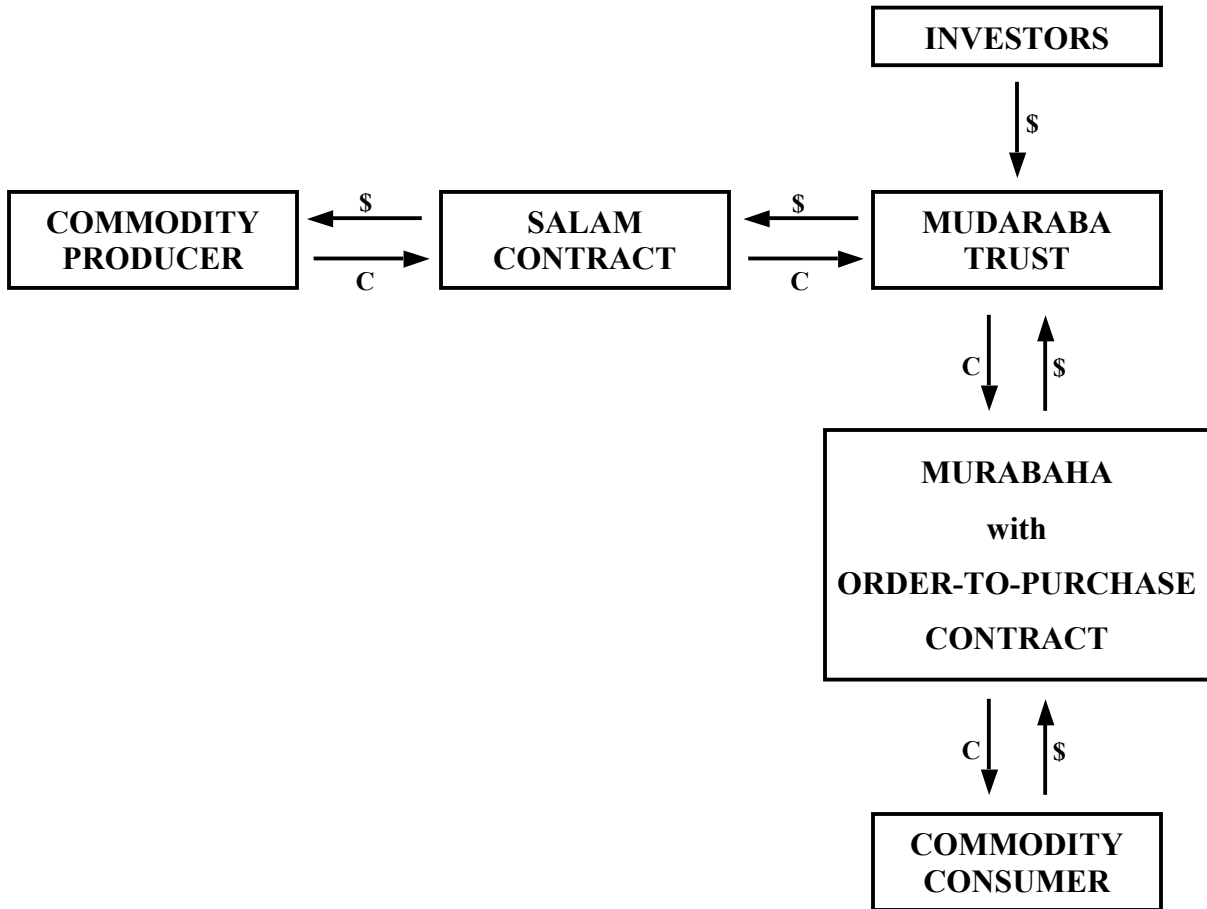 INVESTORS
$
COMMODITY
PRODUCER
$
C
SALAM
CONTRACT
$
C
MUDARABA
TRUST
C
$
MURABAHA
with
ORDER-TO-PURCHASE
CONTRACT
C
$
COMMODITY
CONSUMER